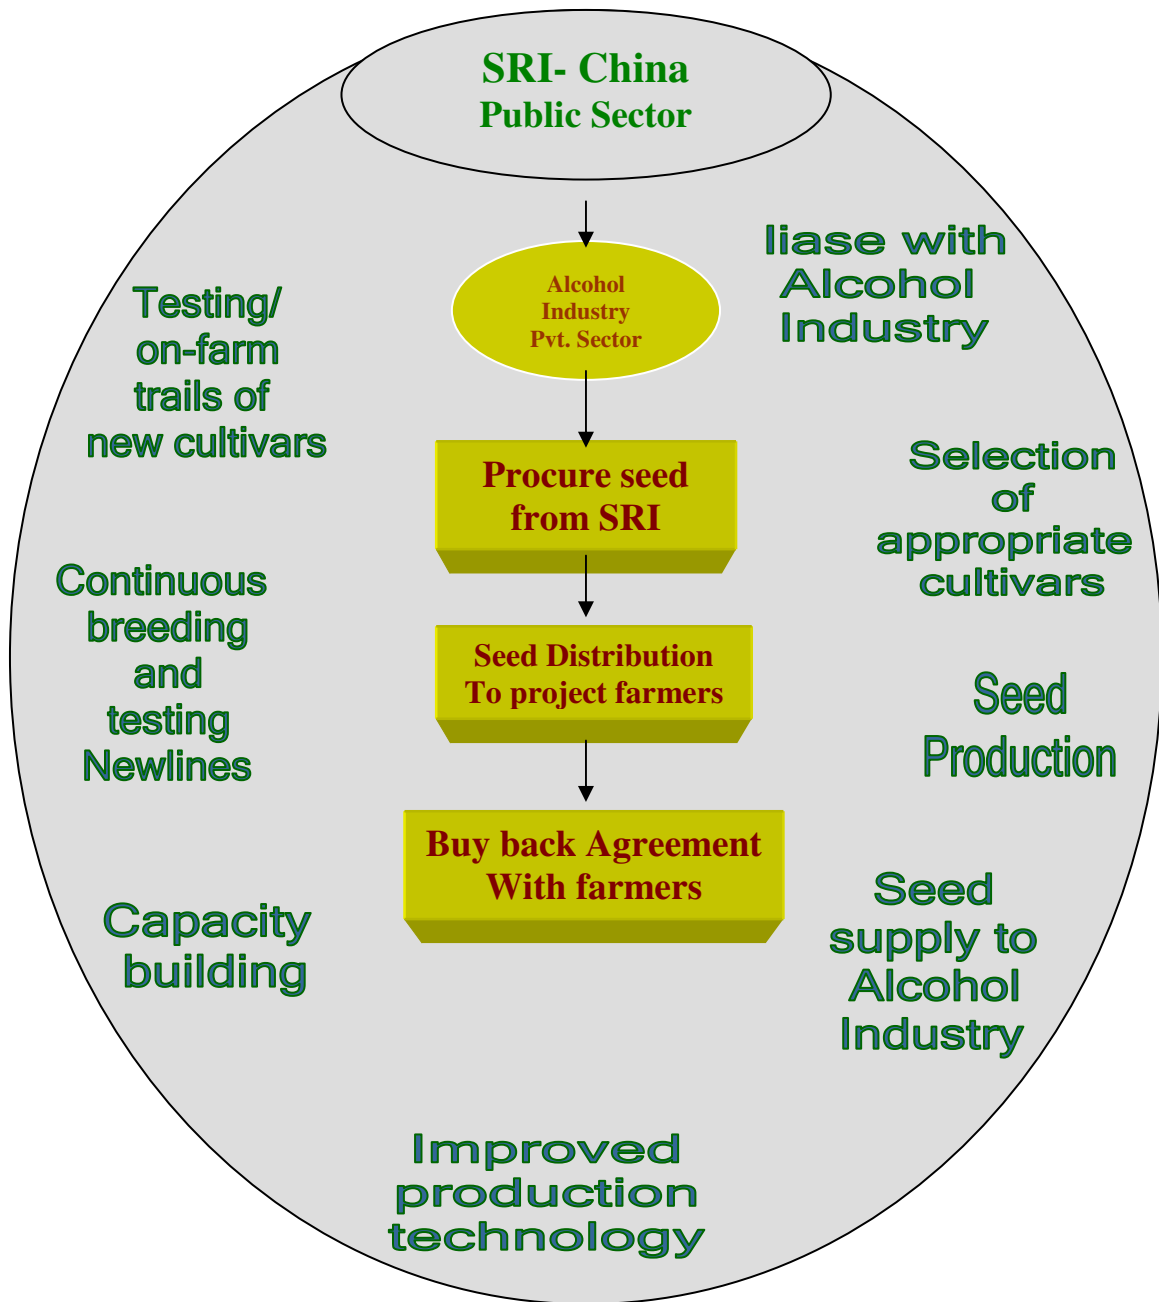 SRI- China
Public Sector
Alcohol
Industry
Pvt. Sector
Procure seed
from SRI
Seed Distribution
To project farmers
Buy back Agreement
With farmers
liase with
Alcohol
Industry
Selection
of
appropriate
cultivars
Seed
Production
Seed
supply to
Alcohol
Industry
Improved
production
technology
Capacity
building
Continuous
breeding
and
testing
Newlines
Testing/
on-farm
trails of
new cultivars